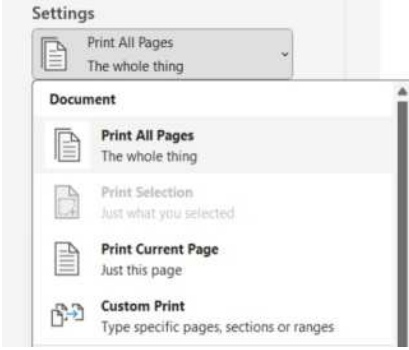 Settings
Print All Pages
The whole thing
Document
Print All Pages
The whole thing
Print Selection
Just what you selected
Print Current Page
Just this page
Custom Print
Type specific pages, sections or ranges